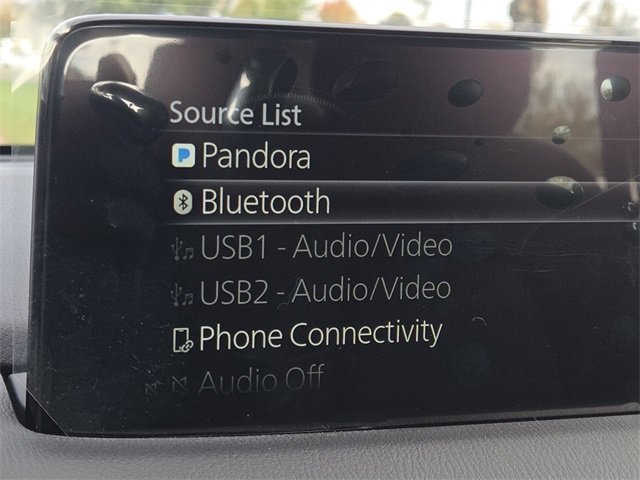 Source List
Pandora
Bluetooth
USB1 - Audio/Video
USB2 - Audio/Video
Phone Connectivity
Audio Off